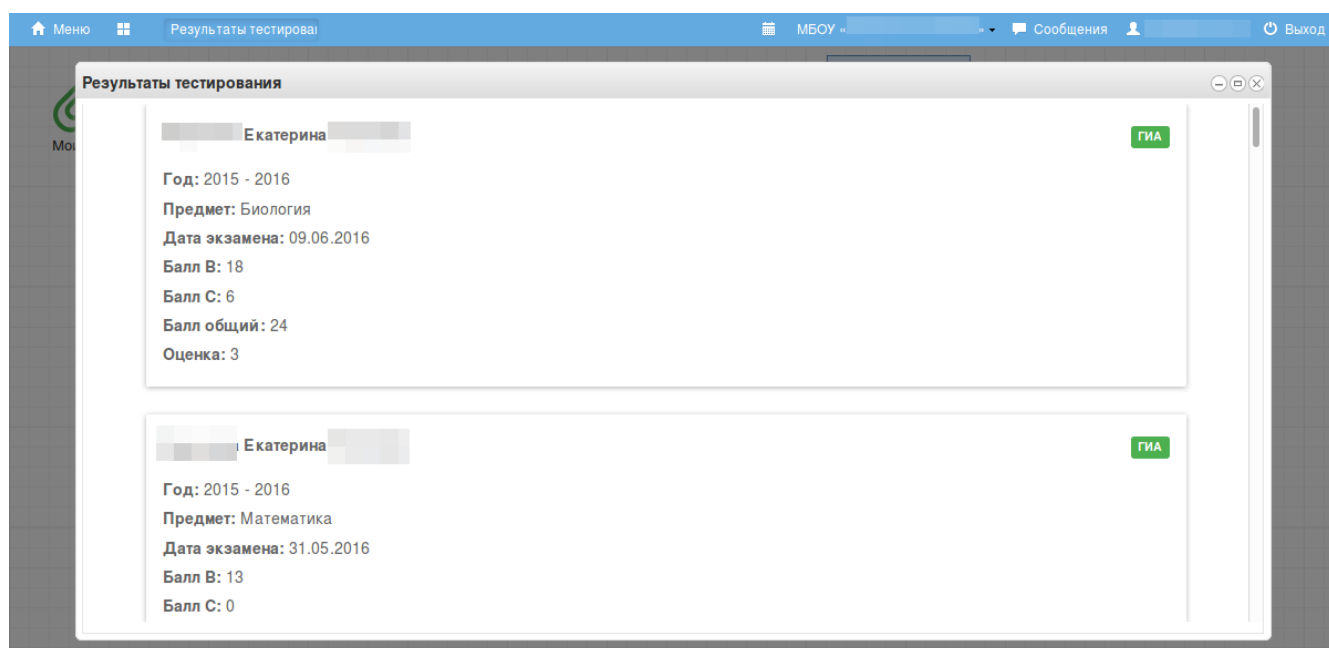 Меню Результаты тестирова МБОУ « » Сообщения Выход
Результаты тестирования
Екатерина ГИА
Год: 2015 - 2016
Предмет: Биология
Дата экзамена: 09.06.2016
Балл B: 18
Балл C: 6
Балл общий: 24
Оценка: 3
Екатерина ГИА
Год: 2015 - 2016
Предмет: Математика
Дата экзамена: 31.05.2016
Балл B: 13
Балл C: 0